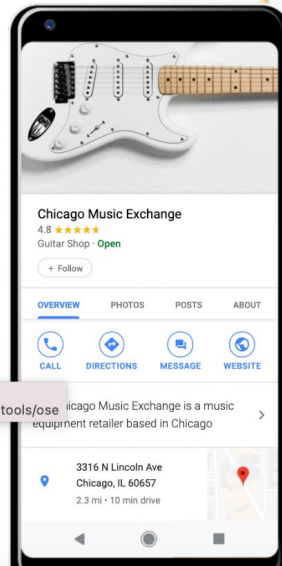 Chicago Music Exchange
4.8 ★★★★★
Guitar Shop · Open
+ Follow
OVERVIEW PHOTOS POSTS ABOUT
CALL DIRECTIONS MESSAGE WEBSITE
tools/ose
hicago Music Exchange is a music
equipment retailer based in Chicago
3316 N Lincoln Ave
Chicago, IL 60657
2.3 mi · 10 min drive